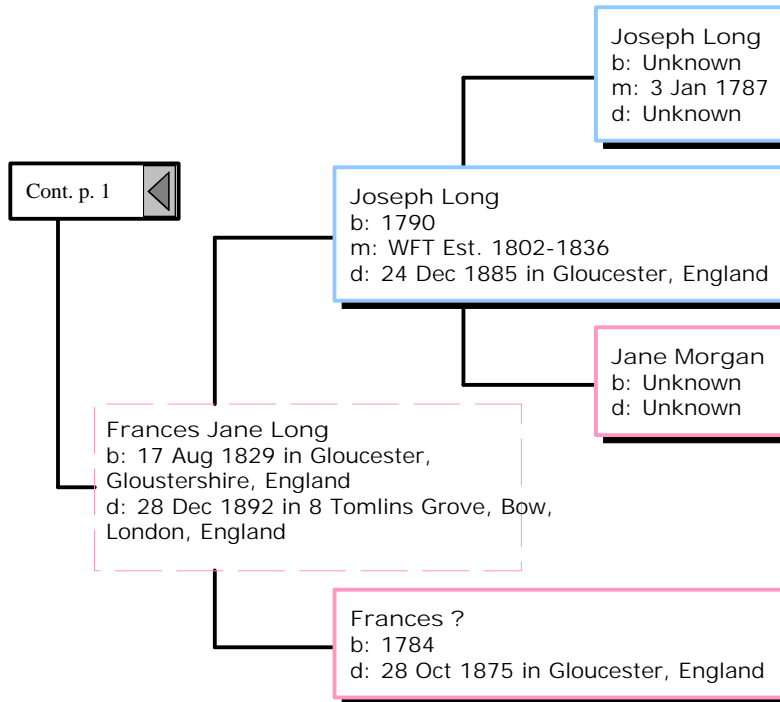 Joseph Long
b: Unknown
m: 3 Jan 1787
d: Unknown
Cont. p. 1
Joseph Long
b: 1790
m: WFT Est. 1802-1836
d: 24 Dec 1885 in Gloucester, England
Jane Morgan
b: Unknown
d: Unknown
Frances Jane Long
b: 17 Aug 1829 in Gloucester,
Gloustershire, England
d: 28 Dec 1892 in 8 Tomlins Grove, Bow,
London, England
Frances ?
b: 1784
d: 28 Oct 1875 in Gloucester, England